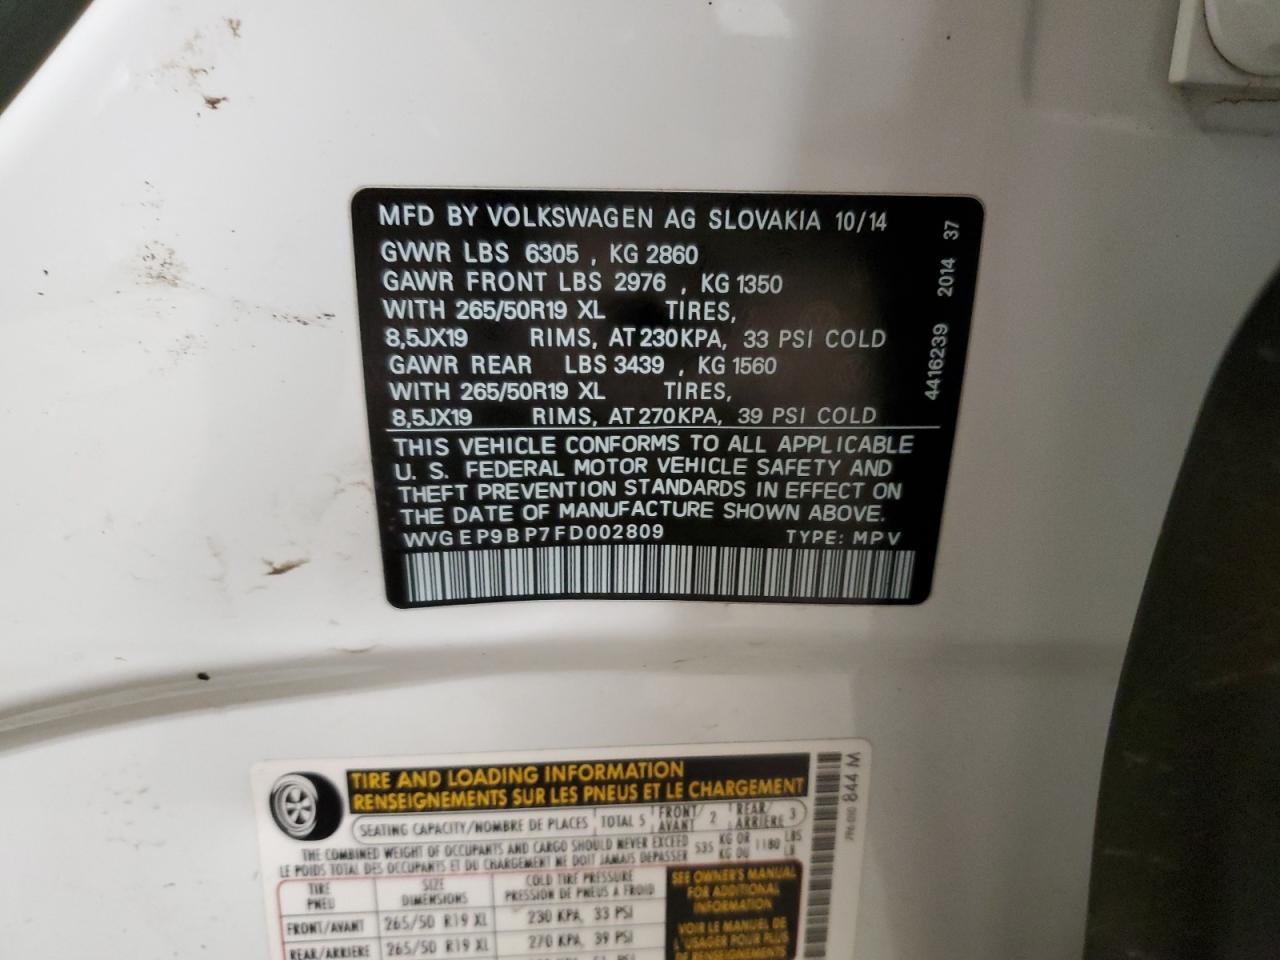 MFD BY VOLKSWAGEN AG SLOVAKIA 10/14
GVWR LBS 6305 , KG 2860
GAWR FRONT LBS 2976 , KG 1350
WITH 265/50R19 XL TIRES,
8,5JX19 RIMS, AT 230KPA, 33 PSI COLD
GAWR REAR LBS 3439 , KG 1560
WITH 265/50R19 XL TIRES,
8,5JX19 RIMS, AT 270KPA, 39 PSI COLD
THIS VEHICLE CONFORMS TO ALL APPLICABLE
U. S. FEDERAL MOTOR VEHICLE SAFETY AND
THEFT PREVENTION STANDARDS IN EFFECT ON
THE DATE OF MANUFACTURE SHOWN ABOVE.
WVGEP9BP7FD002809 TYPE: MPV
4416239 2014 37
TIRE AND LOADING INFORMATION
RENSEIGNEMENTS SUR LES PNEUS ET LE CHARGEMENT
SEATING CAPACITY/NOMBRE DE PLACES TOTAL 5 FRONT/AVANT 2 REAR/ARRIÈRE 3
THE COMBINED WEIGHT OF OCCUPANTS AND CARGO SHOULD NEVER EXCEED 535 KG OR 1180 LBS
LE POIDS TOTAL DES OCCUPANTS ET DU CHARGEMENT NE DOIT JAMAIS DEPASSER KG OU LB
TIRE PNEU SIZE DIMENSIONS COLD TIRE PRESSURE PRESSION DE PNEUS A FROID
FRONT/AVANT 265/50 R19 XL 230 KPA, 33 PSI
REAR/ARRIERE 265/50 R19 XL 270 KPA, 39 PSI
SEE OWNER'S MANUAL
FOR ADDITIONAL
INFORMATION
VOIR LE MANUEL DE
L'USAGER POUR PLUS
844 M